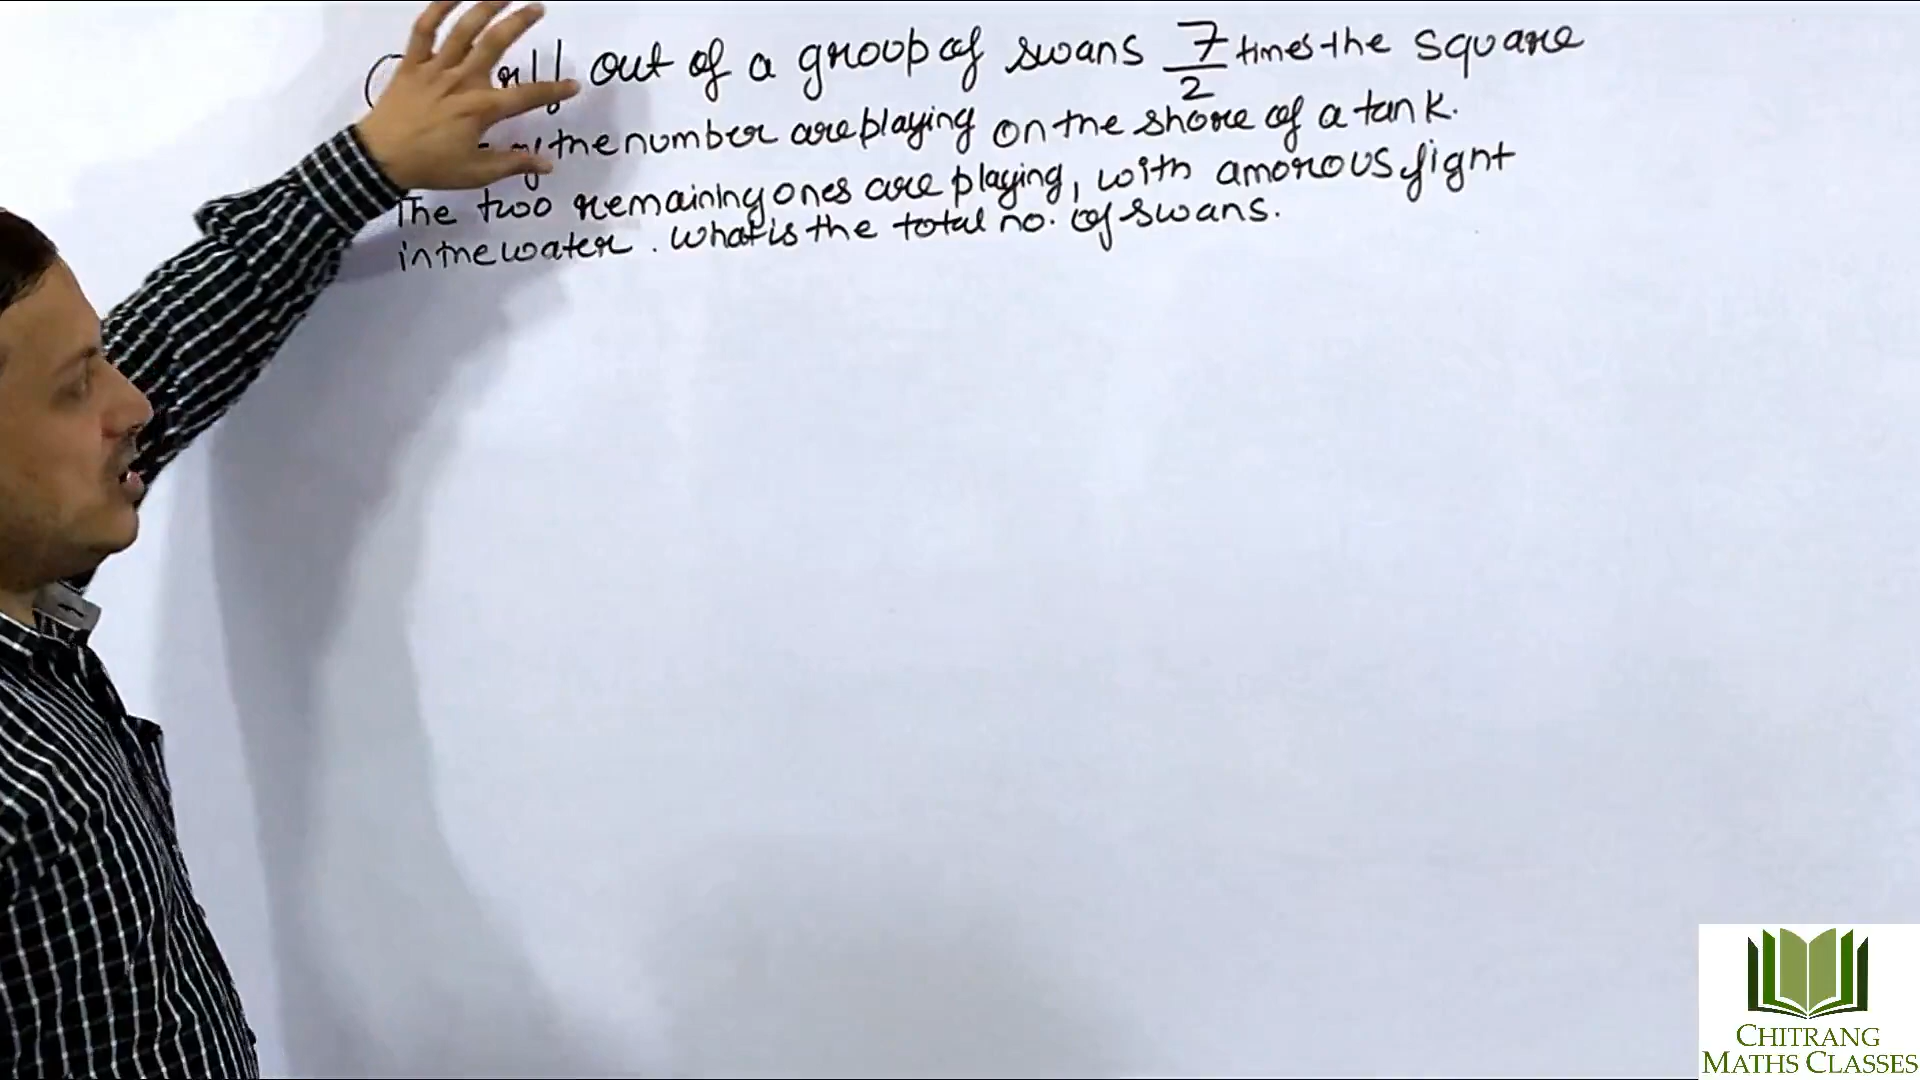 out of a group of swans 7/2 times the square
the number are playing on the shore of a tank.
The two remaining ones are playing, with amorous fight
in the water. What is the total no. of swans.
CHITRANG
MATHS CLASSES